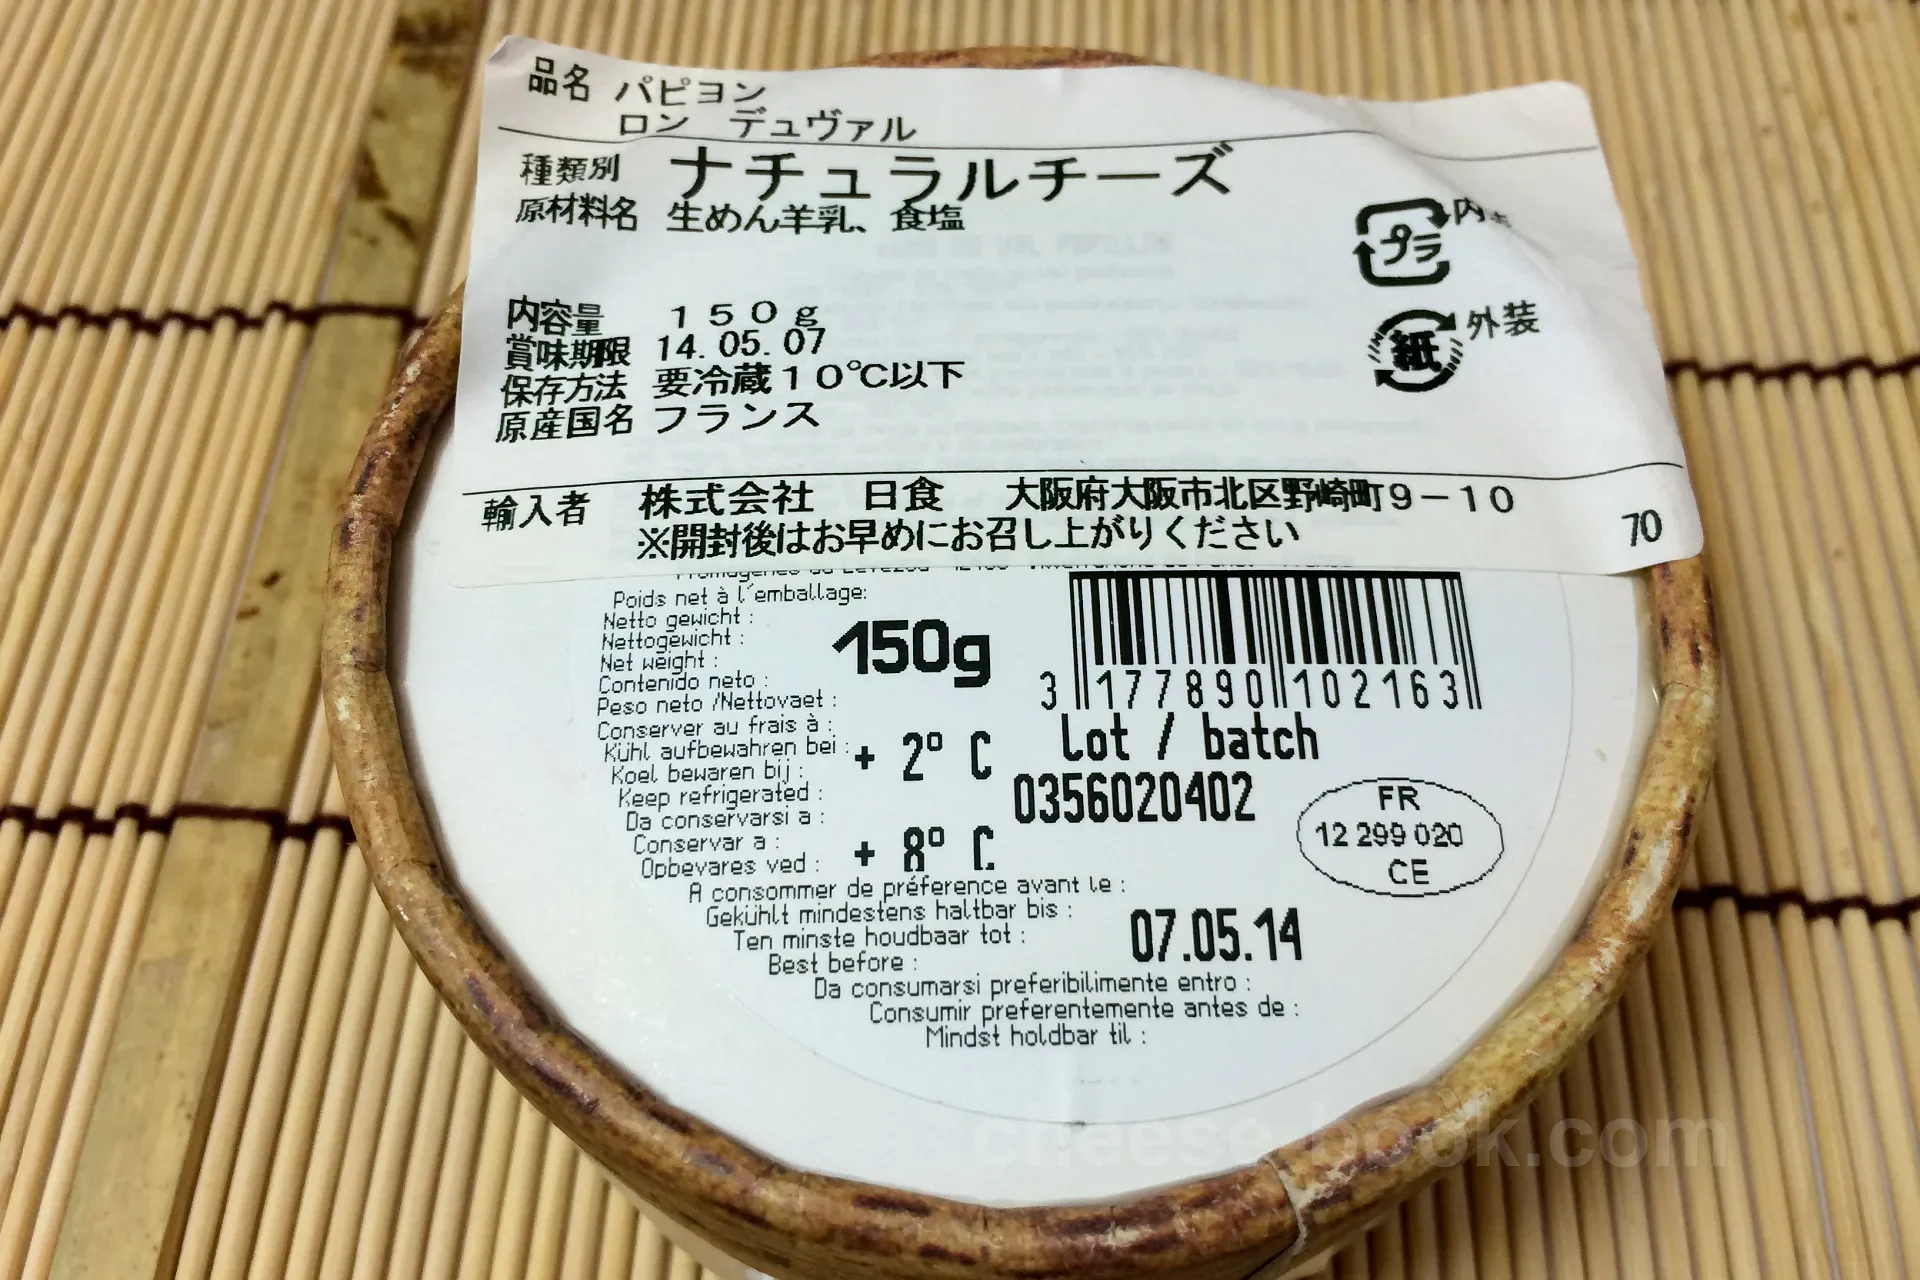 品名 パピヨン
ロン デュヴァル
種類別 ナチュラルチーズ
原材料名 生めん羊乳、食塩
プラ 内装
内容量 150g
賞味期限 14.05.07
紙 外装
保存方法 要冷蔵10℃以下
原産国名 フランス
輸入者 株式会社 日食 大阪府大阪市北区野崎町9-10
※開封後はお早めにお召し上がりください
70
Poids net à l'emballage:
Netto gewicht :
Nettogewicht :
Net weight :
Contenido neto :
Peso neto /Nettovaet :
150g
3 177890 102163
Conserver au frais à :
Kühl aufbewahren bei :
Koel bewaren bij :
Keep refrigerated :
Da conservarsi a :
Conservar a :
Opbevares ved :
+ 2° C
+ 8° C
Lot / batch
0356020402
FR
12 299 020
CE
A consommer de préference avant le :
Gekühlt mindestens haltbar bis :
Ten minste houdbaar tot :
Best before :
07.05.14
Da consumarsi preferibilimente entro :
Consumir preferentemente antes de :
Mindst holdbar til :
cheese-book.com